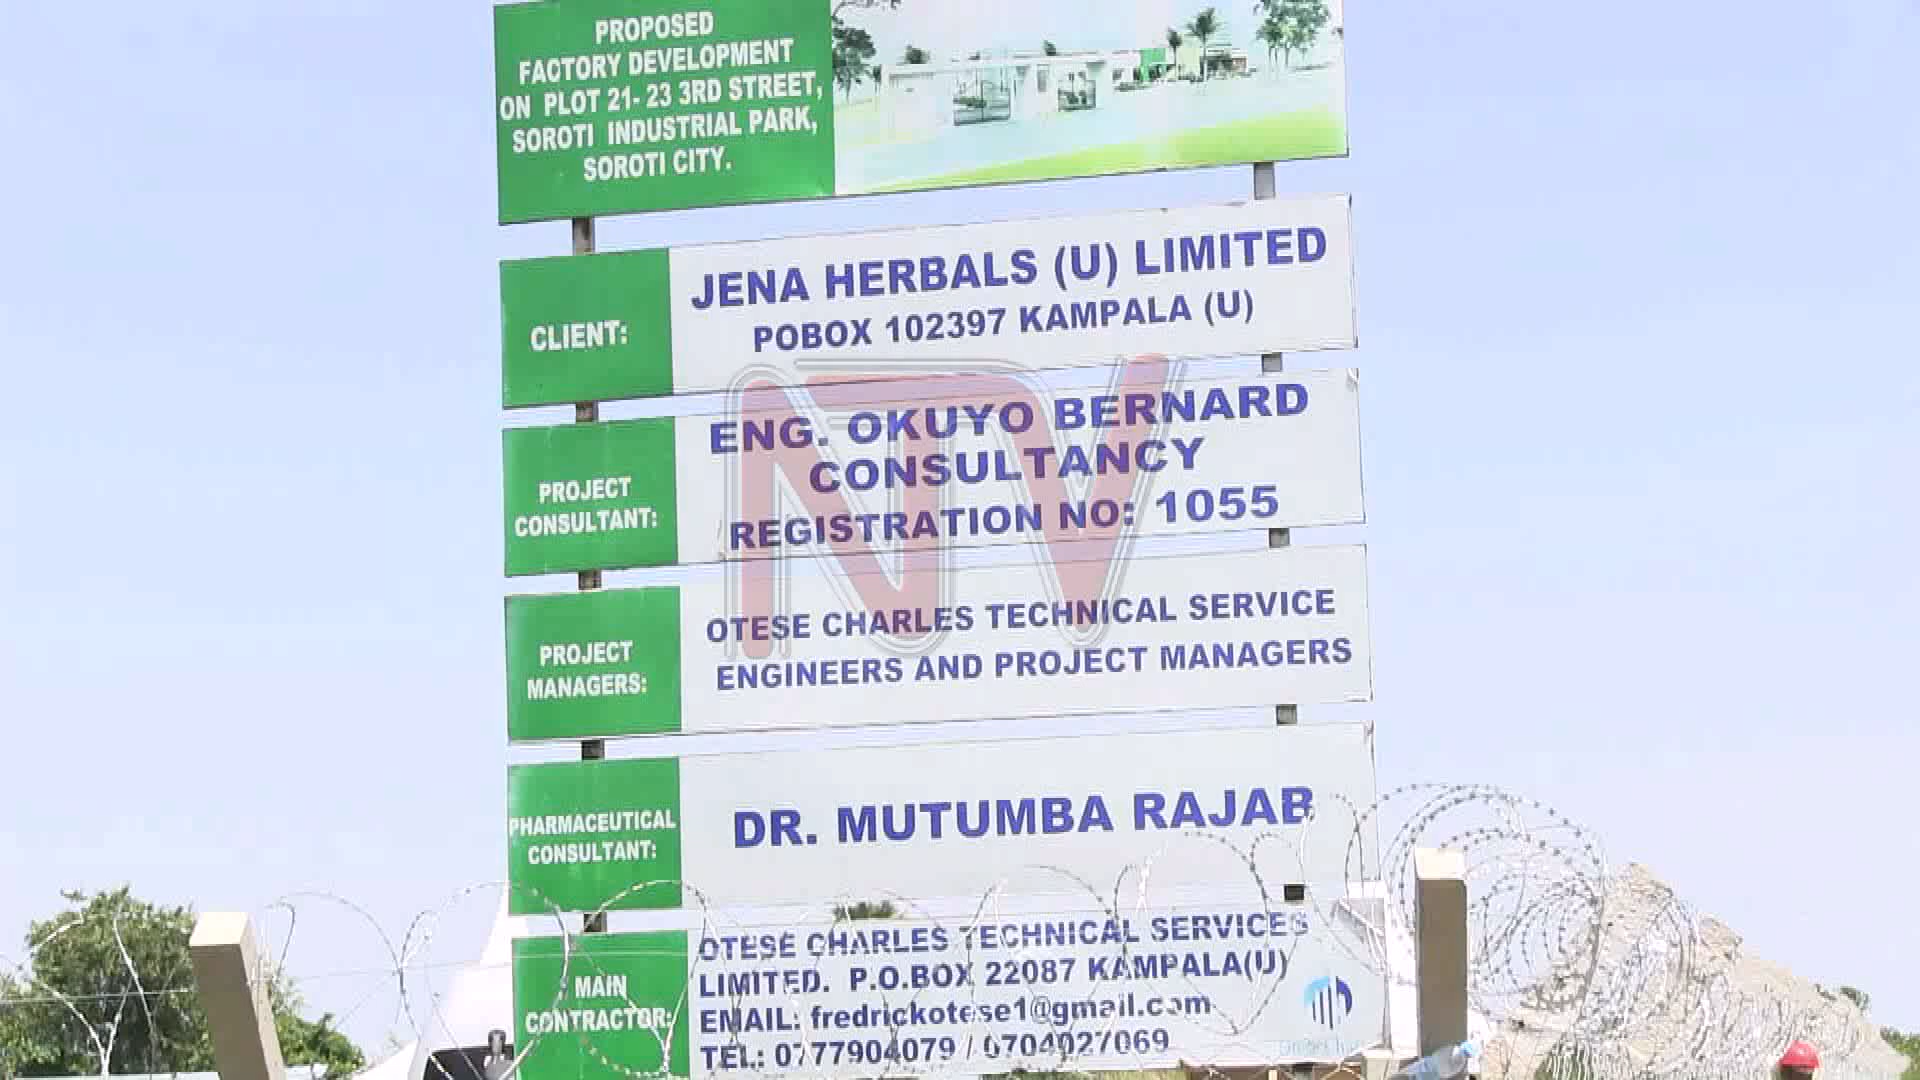 PROPOSED
FACTORY DEVELOPMENT
ON PLOT 21- 23 3RD STREET,
SOROTI INDUSTRIAL PARK,
SOROTI CITY.
CLIENT:
JENA HERBALS (U) LIMITED
POBOX 102397 KAMPALA (U)
PROJECT
CONSULTANT:
ENG. OKUYO BERNARD
CONSULTANCY
REGISTRATION NO: 1055
NTV
PROJECT
MANAGERS:
OTESE CHARLES TECHNICAL SERVICE
ENGINEERS AND PROJECT MANAGERS
PHARMACEUTICAL
CONSULTANT:
DR. MUTUMBA RAJAB
MAIN
CONTRACTOR:
OTESE CHARLES TECHNICAL SERVICES
LIMITED. P.O.BOX 22087 KAMPALA(U)
EMAIL: fredrickotese1@gmail.com
TEL: 0777904079 / 0704027069